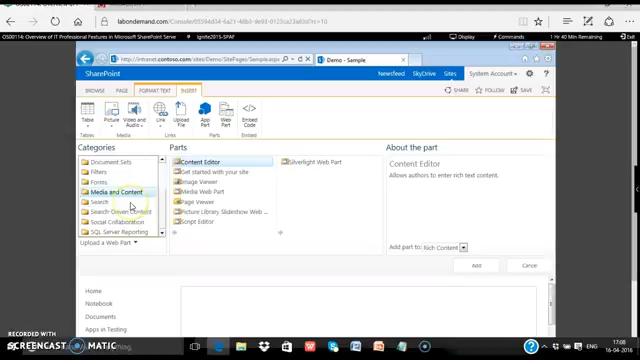 labondemand.com/Console/05594d34-6a21-48b9-9e93-0175c2136f5d?rc=10
OS00114: Overview of IT Professional Features in Microsoft SharePoint Serve
Ignite2015-SPAF
Display
Commands
1 Hr 40 Min Remaining
http://intranet.contoso.com/sites/Demo/SitePages/Sample.aspx
Demo - Sample
SharePoint
Newsfeed
SkyDrive
Sites
System Account
BROWSE
PAGE
FORMAT TEXT
INSERT
SHARE
FOLLOW
SAVE
Table
Picture
Video and Audio
Link
Upload File
App Part
Web Part
Embed Code
Tables
Media
Links
Parts
Embed
Categories
Parts
About the part
Document Sets
Filters
Forms
Media and Content
Search
Search-Driven Content
Social Collaboration
SQL Server Reporting
Upload a Web Part
Content Editor
Get started with your site
Image Viewer
Media Web Part
Page Viewer
Picture Library Slideshow Web ...
Script Editor
Silverlight Web Part
Content Editor
Allows authors to enter rich text content.
Add part to: Rich Content
Add
Cancel
Home
Notebook
Documents
Apps in Testing
RECORDED WITH
SCREENCAST MATIC
17:08
16-04-2016